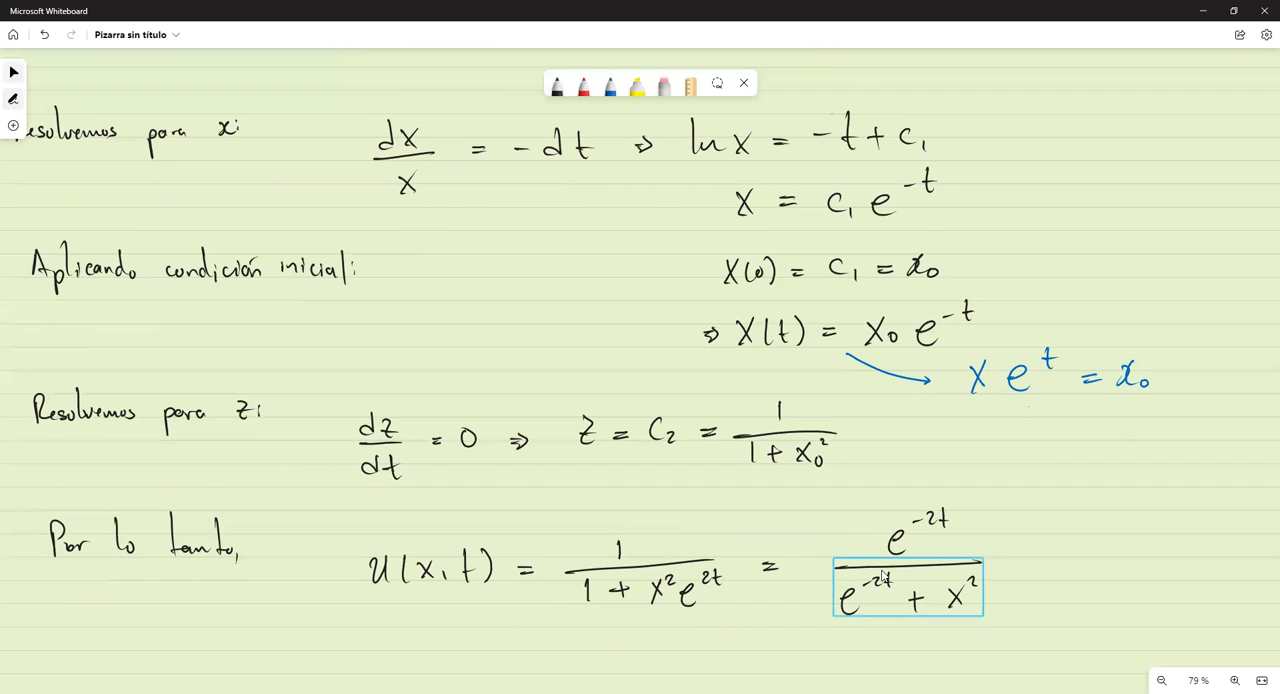 Microsoft Whiteboard
Pizarra sin título
esolvemos para x: dx/x = - dt ⇒ ln x = -t + c₁
x = c₁ e^{-t}
Aplicando condición inicial: x(0) = c₁ = x₀
⇒ x(t) = x₀ e^{-t}
x e^{t} = x₀
Resolvemos para z: dz/dt = 0 ⇒ z = c₂ = 1/(1 + x₀²)
Por lo tanto, u(x,t) = 1/(1 + x² e^{2t}) = e^{-2t}/(e^{-2t} + x²)
79 %